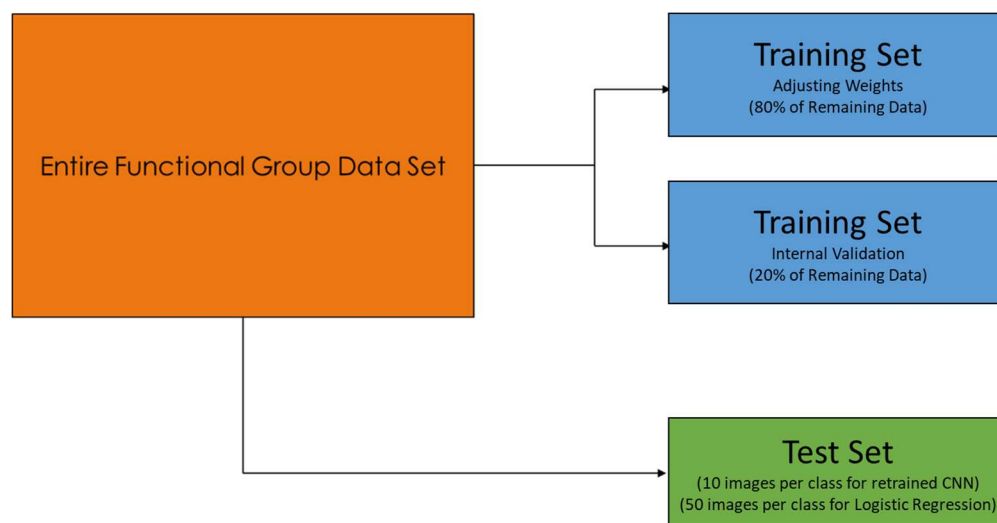 Entire Functional Group Data Set
Training Set
Adjusting Weights
(80% of Remaining Data)
Training Set
Internal Validation
(20% of Remaining Data)
Test Set
(10 images per class for retrained CNN)
(50 images per class for Logistic Regression)